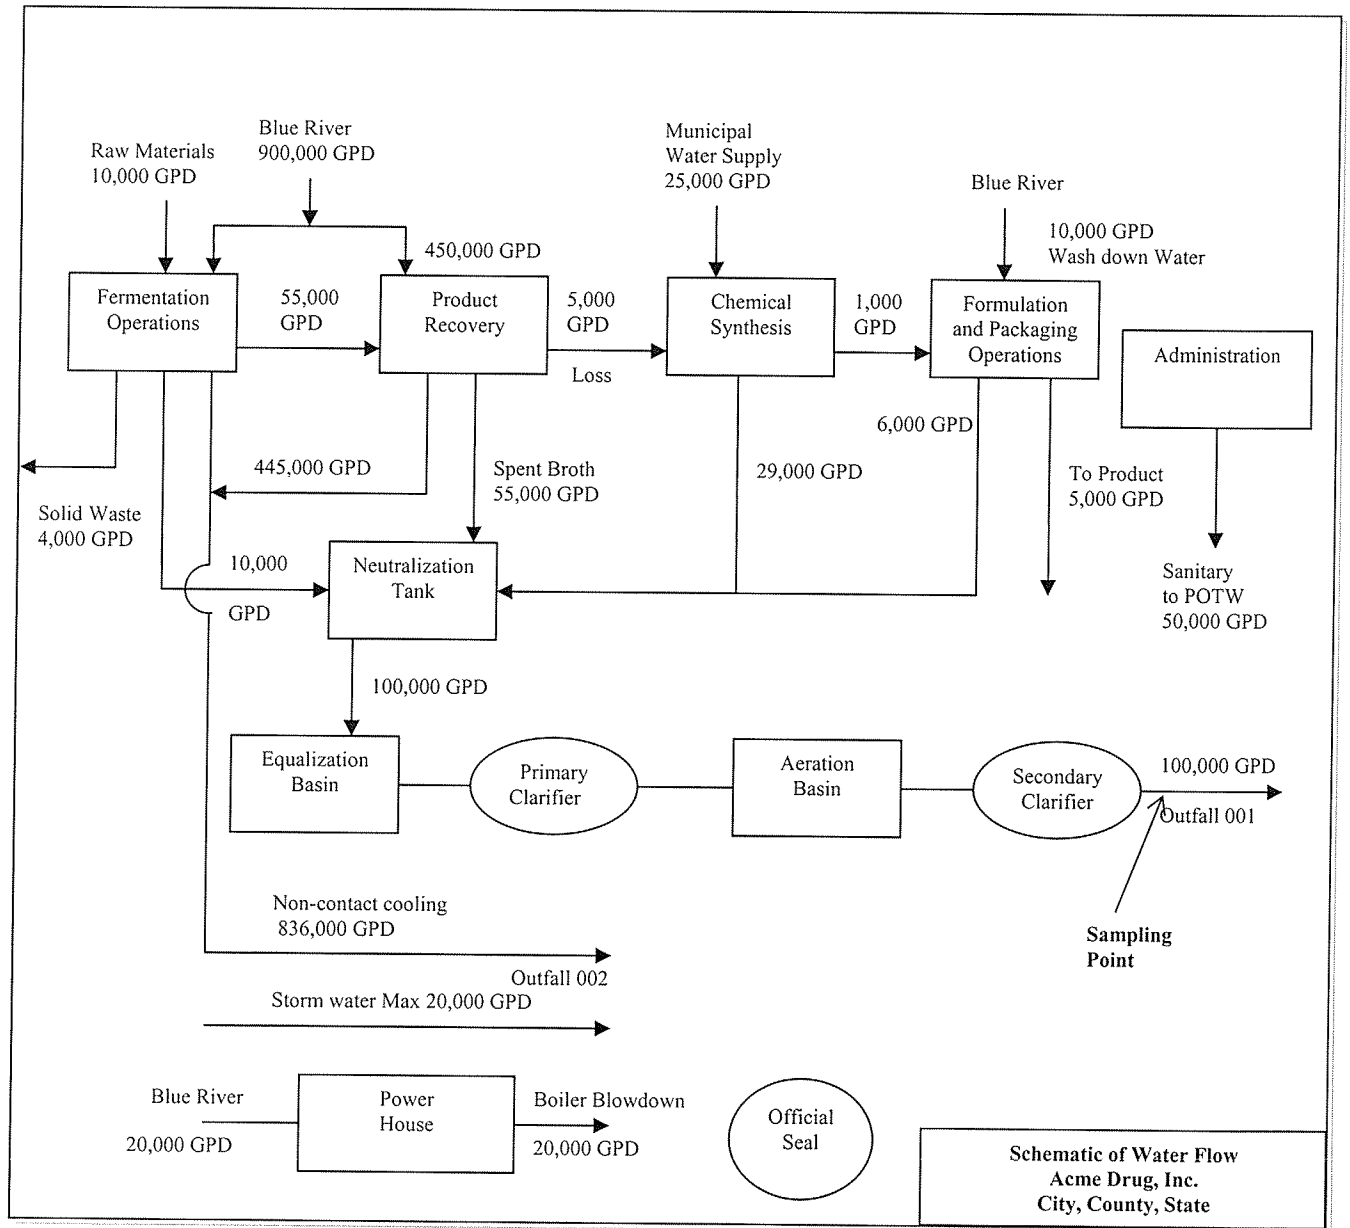 Blue River
900,000 GPD
Raw Materials
10,000 GPD
Municipal
Water Supply
25,000 GPD
Blue River
10,000 GPD
Wash down Water
450,000 GPD
Fermentation
Operations
55,000
GPD
Product
Recovery
5,000
GPD
Loss
Chemical
Synthesis
1,000
GPD
Formulation
and Packaging
Operations
Administration
6,000 GPD
445,000 GPD
Spent Broth
55,000 GPD
29,000 GPD
To Product
5,000 GPD
Solid Waste
4,000 GPD
10,000
GPD
Neutralization
Tank
Sanitary
to POTW
50,000 GPD
100,000 GPD
Equalization
Basin
Primary
Clarifier
Aeration
Basin
Secondary
Clarifier
100,000 GPD
Outfall 001
Non-contact cooling
836,000 GPD
Sampling
Point
Outfall 002
Storm water Max 20,000 GPD
Blue River
20,000 GPD
Power
House
Boiler Blowdown
20,000 GPD
Official
Seal
Schematic of Water Flow
Acme Drug, Inc.
City, County, State